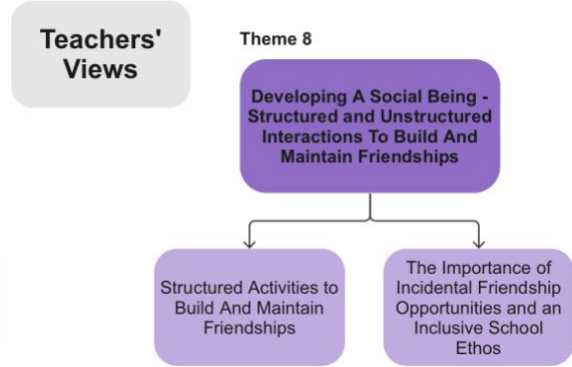 Teachers'
Views
Theme 8
Developing A Social Being -
Structured and Unstructured
Interactions To Build And
Maintain Friendships
Structured Activities to
Build And Maintain
Friendships
The Importance of
Incidental Friendship
Opportunities and an
Inclusive School
Ethos